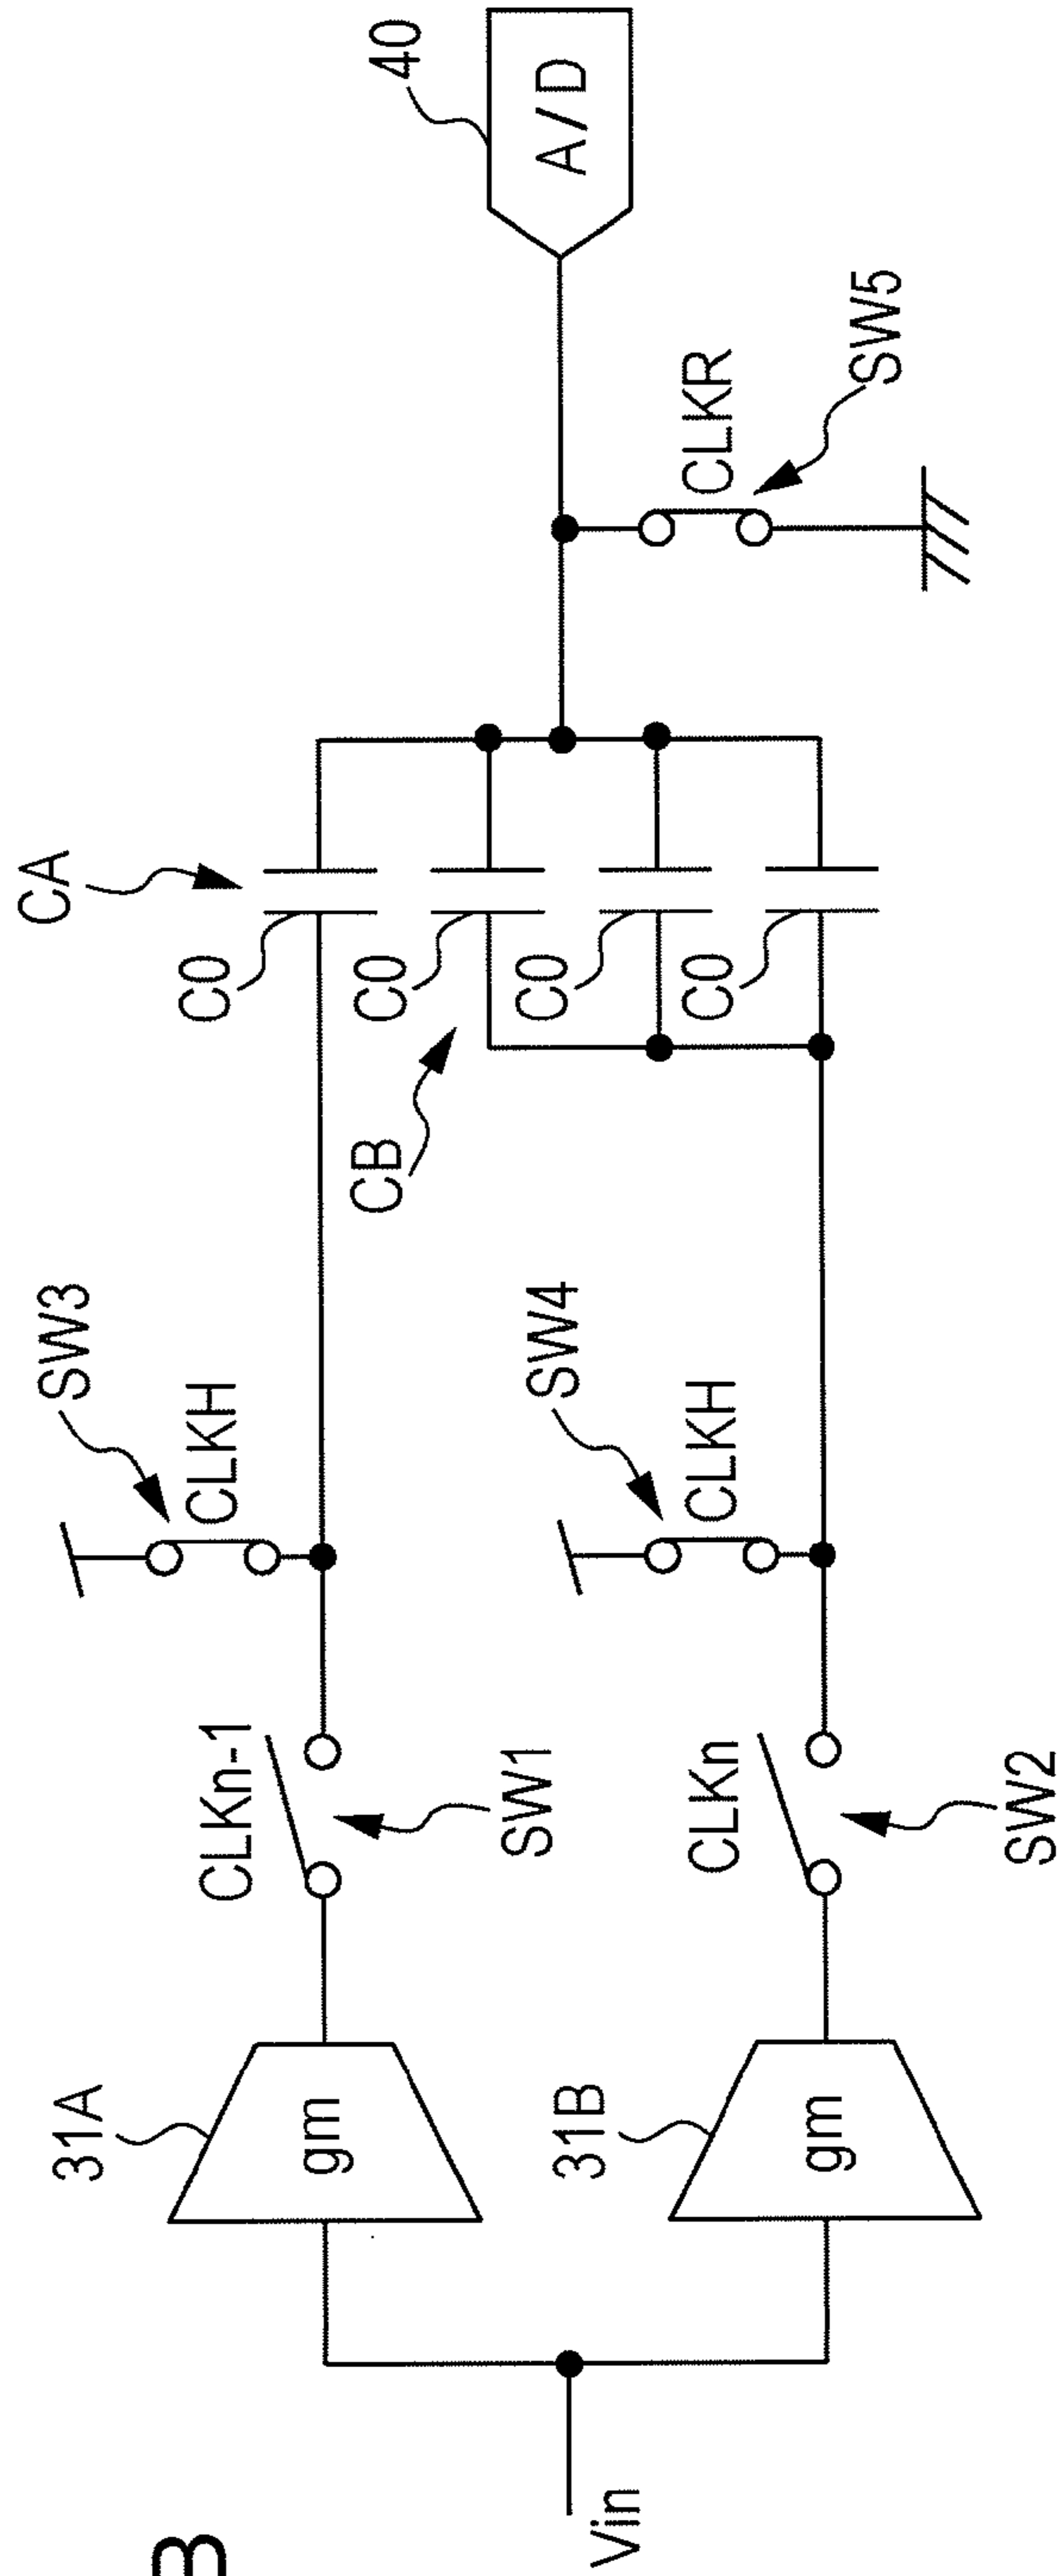 B
Vin
31A
gm
CLKn-1
SW1
SW3
CLKH
CA
C0
C0
C0
C0
CB
31B
gm
CLKn
SW2
SW4
CLKH
CLKR
SW5
40
A/D